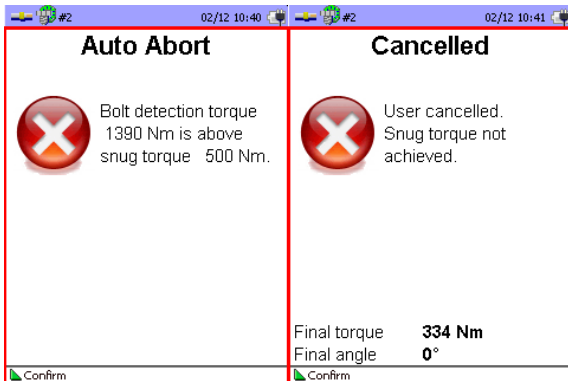 #2 02/12 10:40
Auto Abort
Bolt detection torque
1390 Nm is above
snug torque 500 Nm.
Confirm
#2 02/12 10:41
Cancelled
User cancelled.
Snug torque not
achieved.
Final torque 334 Nm
Final angle 0°
Confirm